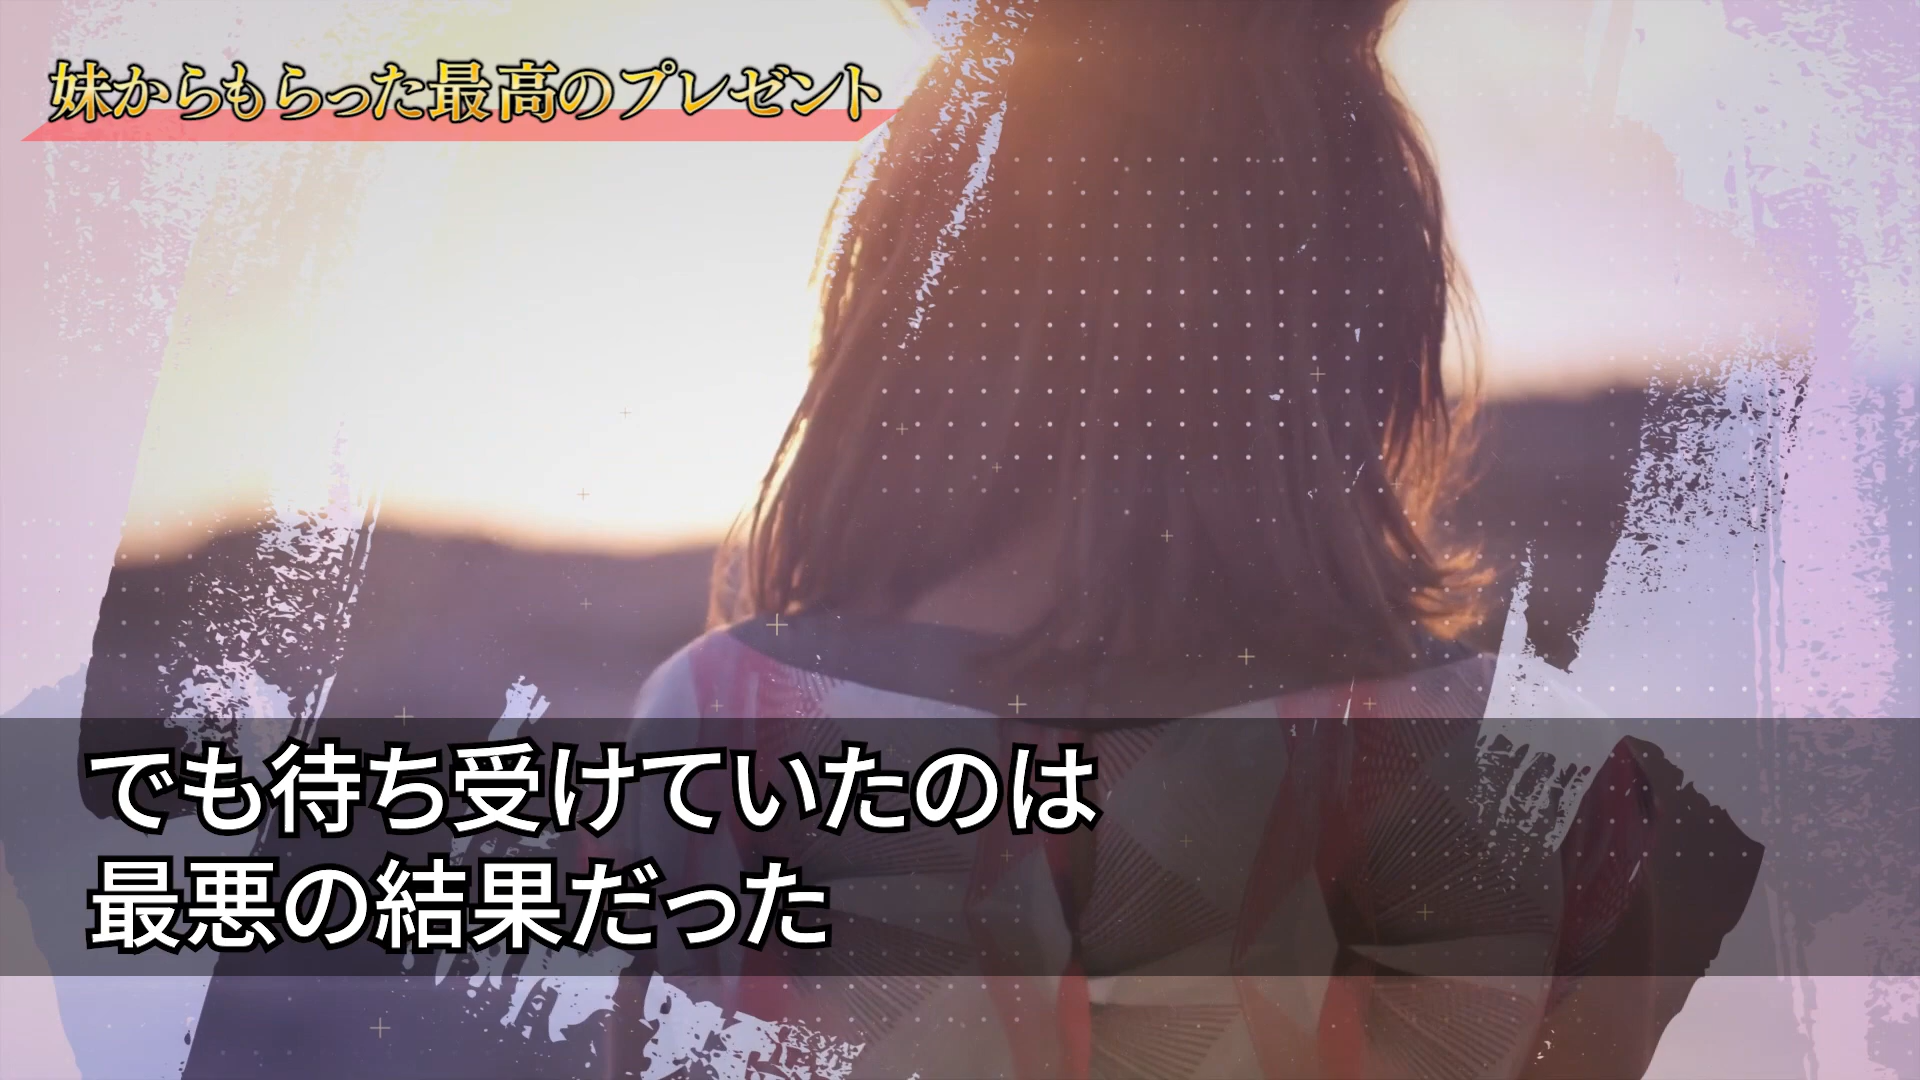 妹からもらった最高のプレゼント
でも待ち受けていたのは
最悪の結果だった